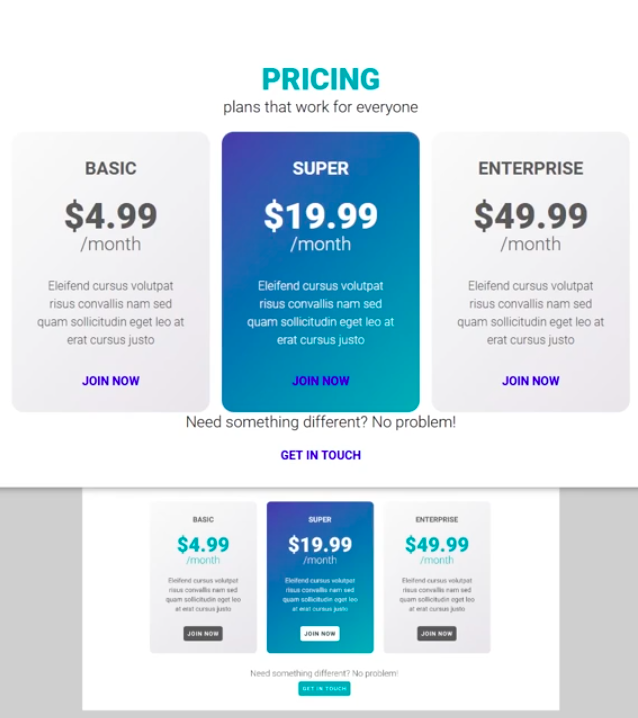 PRICING
plans that work for everyone
BASIC
$4.99
/month
Eleifend cursus volutpat
risus convallis nam sed
quam sollicitudin eget leo at
erat cursus justo
JOIN NOW
SUPER
$19.99
/month
Eleifend cursus volutpat
risus convallis nam sed
quam sollicitudin eget leo at
erat cursus justo
JOIN NOW
ENTERPRISE
$49.99
/month
Eleifend cursus volutpat
risus convallis nam sed
quam sollicitudin eget leo at
erat cursus justo
JOIN NOW
Need something different? No problem!
GET IN TOUCH
BASIC
$4.99
/month
Eleifend cursus volutpat
risus convallis nam sed
quam sollicitudin eget leo
at erat cursus justo
JOIN NOW
SUPER
$19.99
/month
Eleifend cursus volutpat
risus convallis nam sed
quam sollicitudin eget leo
at erat cursus justo
JOIN NOW
ENTERPRISE
$49.99
/month
Eleifend cursus volutpat
risus convallis nam sed
quam sollicitudin eget leo
at erat cursus justo
JOIN NOW
Need something different? No problem!
GET IN TOUCH